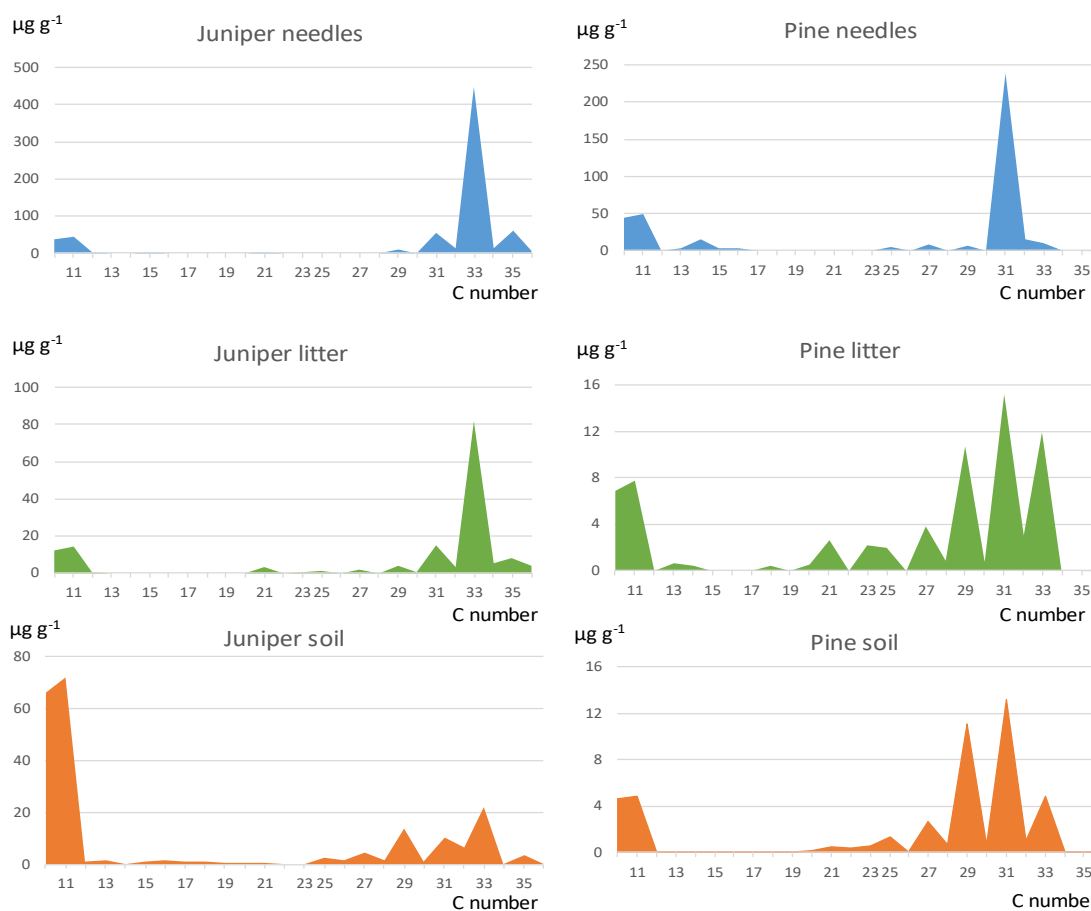 µg g-1
Juniper needles
500
400
300
200
100
0
11 13 15 17 19 21 23 25 27 29 31 33 35
C number
µg g-1
Pine needles
250
200
150
100
50
0
11 13 15 17 19 21 23 25 27 29 31 33 35
C number
µg g-1
Juniper litter
100
80
60
40
20
0
11 13 15 17 19 21 23 25 27 29 31 33 35
C number
µg g-1
Pine litter
16
12
8
4
0
11 13 15 17 19 21 23 25 27 29 31 33 35
C number
µg g-1
Juniper soil
80
60
40
20
0
11 13 15 17 19 21 23 25 27 29 31 33 35
C number
µg g-1
Pine soil
16
12
8
4
0
11 13 15 17 19 21 23 25 27 29 31 33 35
C numbe